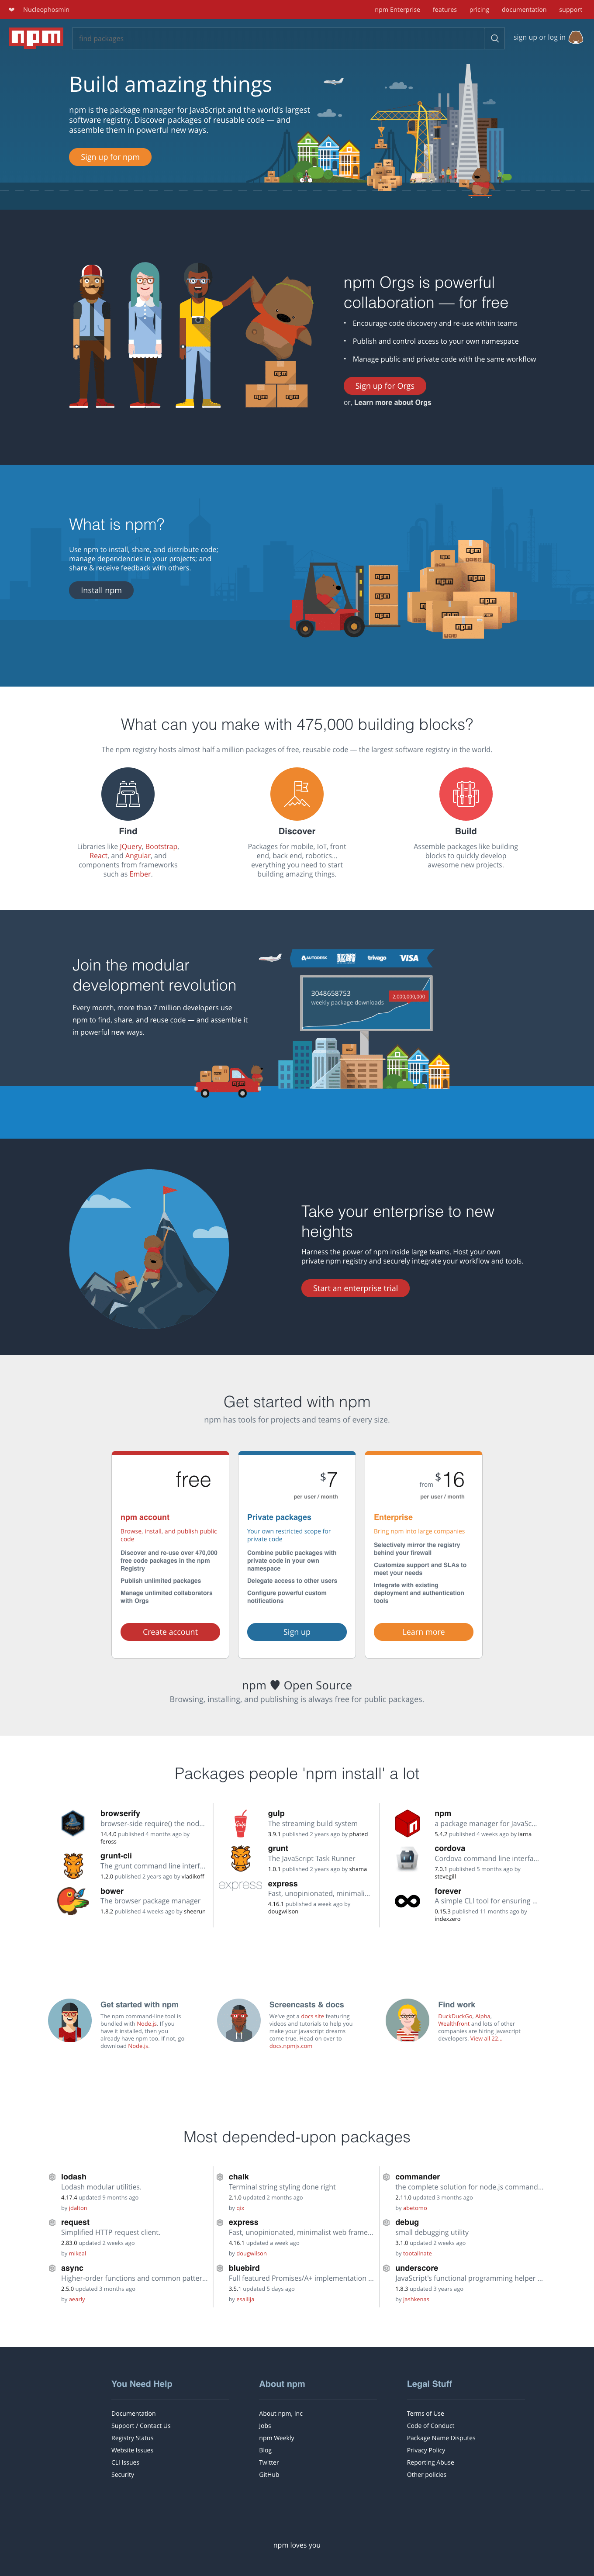 ❤ Nucleophosmin
npm Enterprise features pricing documentation support
npm
find packages
sign up or log in
Build amazing things
npm is the package manager for JavaScript and the world's largest
software registry. Discover packages of reusable code — and
assemble them in powerful new ways.
Sign up for npm
npm Orgs is powerful
collaboration — for free
• Encourage code discovery and re-use within teams
• Publish and control access to your own namespace
• Manage public and private code with the same workflow
Sign up for Orgs
or, Learn more about Orgs
npm
npm
npm
What is npm?
Use npm to install, share, and distribute code;
manage dependencies in your projects; and
share & receive feedback with others.
Install npm
npm
npm
npm
npm
npm
npm
npm
npm
npm
What can you make with 475,000 building blocks?
The npm registry hosts almost half a million packages of free, reusable code — the largest software registry in the world.
Find
Libraries like jQuery, Bootstrap,
React, and Angular, and
components from frameworks
such as Ember.
Discover
Packages for mobile, IoT, front
end, back end, robotics...
everything you need to start
building amazing things.
Build
Assemble packages like building
blocks to quickly develop
awesome new projects.
Join the modular
development revolution
Every month, more than 7 million developers use
npm to find, share, and reuse code — and assemble it
in powerful new ways.
AUTODESK
trivago
VISA
3048658753
weekly package downloads
2,000,000,000
npm
Take your enterprise to new
heights
Harness the power of npm inside large teams. Host your own
private npm registry and securely integrate your workflow and tools.
Start an enterprise trial
Get started with npm
npm has tools for projects and teams of every size.
free
npm account
Browse, install, and publish public
code
Discover and re-use over 470,000
free code packages in the npm
Registry
Publish unlimited packages
Manage unlimited collaborators
with Orgs
Create account
$7
per user / month
Private packages
Your own restricted scope for
private code
Combine public packages with
private code in your own
namespace
Delegate access to other users
Configure powerful custom
notifications
Sign up
from $16
per user / month
Enterprise
Bring npm into large companies
Selectively mirror the registry
behind your firewall
Customize support and SLAs to
meet your needs
Integrate with existing
deployment and authentication
tools
Learn more
npm ♥ Open Source
Browsing, installing, and publishing is always free for public packages.
Packages people 'npm install' a lot
browserify
browser-side require() the nod...
14.4.0 published 4 months ago by
feross
grunt-cli
The grunt command line interf...
1.2.0 published 2 years ago by vladikoff
bower
The browser package manager
1.8.2 published 4 weeks ago by sheerun
gulp
The streaming build system
3.9.1 published 2 years ago by phated
grunt
The JavaScript Task Runner
1.0.1 published 2 years ago by shama
express
express
Fast, unopinionated, minimali...
4.16.1 published a week ago by
dougwilson
npm
a package manager for JavaSc...
5.4.2 published 4 weeks ago by iarna
cordova
Cordova command line interfa...
7.0.1 published 5 months ago by
stevegill
forever
A simple CLI tool for ensuring ...
0.15.3 published 11 months ago by
indexzero
Get started with npm
The npm command-line tool is
bundled with Node.js. If you
have it installed, then you
already have npm too. If not, go
download Node.js.
Screencasts & docs
We've got a docs site featuring
videos and tutorials to help you
make your javascript dreams
come true. Head on over to
docs.npmjs.com
Find work
DuckDuckGo, Alpha,
Wealthfront and lots of other
companies are hiring javascript
developers. View all 22...
Most depended-upon packages
lodash
Lodash modular utilities.
4.17.4 updated 9 months ago
by jdalton
request
Simplified HTTP request client.
2.83.0 updated 2 weeks ago
by mikeal
async
Higher-order functions and common patter...
2.5.0 updated 3 months ago
by aearly
chalk
Terminal string styling done right
2.1.0 updated 2 months ago
by qix
express
Fast, unopinionated, minimalist web frame...
4.16.1 updated a week ago
by dougwilson
bluebird
Full featured Promises/A+ implementation ...
3.5.1 updated 5 days ago
by esailija
commander
the complete solution for node.js command...
2.11.0 updated 3 months ago
by abetomo
debug
small debugging utility
3.1.0 updated 2 weeks ago
by tootallnate
underscore
JavaScript's functional programming helper ...
1.8.3 updated 3 years ago
by jashkenas
You Need Help
Documentation
Support / Contact Us
Registry Status
Website Issues
CLI Issues
Security
About npm
About npm, Inc
Jobs
npm Weekly
Blog
Twitter
GitHub
Legal Stuff
Terms of Use
Code of Conduct
Package Name Disputes
Privacy Policy
Reporting Abuse
Other policies
npm loves you